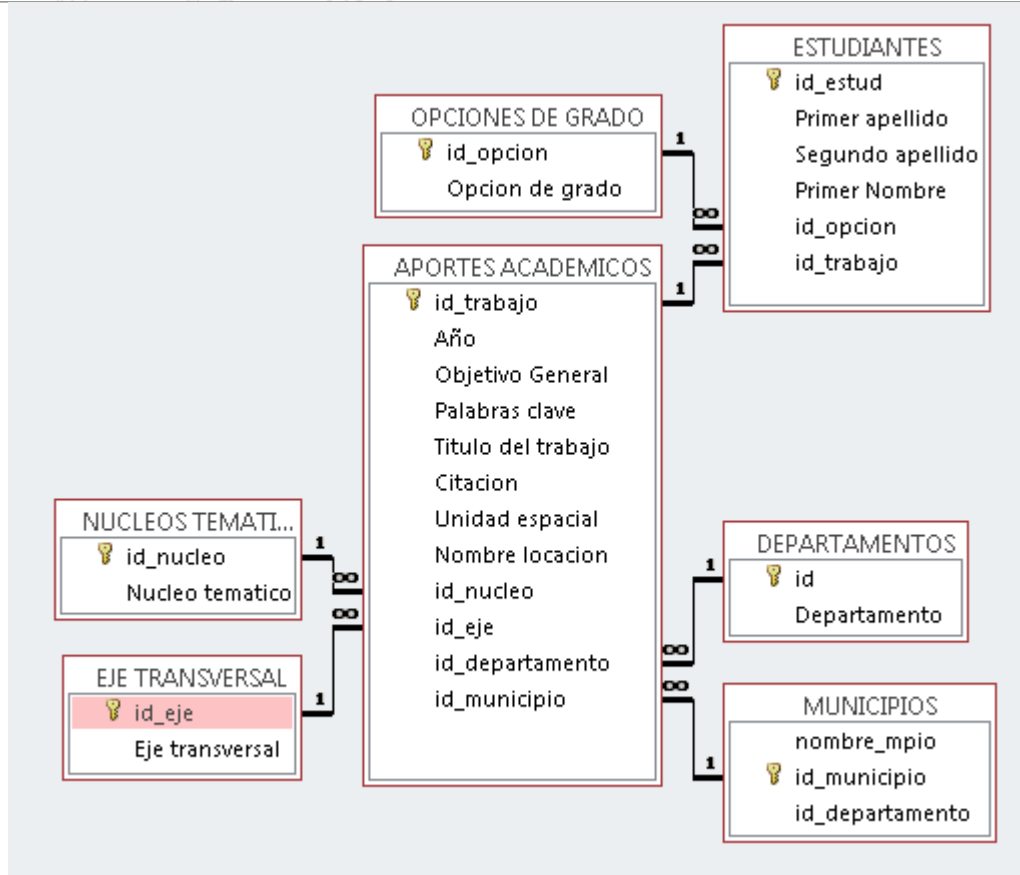 ESTUDIANTES
id_estud
Primer apellido
Segundo apellido
Primer Nombre
id_opcion
id_trabajo
OPCIONES DE GRADO
id_opcion
Opcion de grado
1
∞
∞
1
APORTES ACADEMICOS
id_trabajo
Año
Objetivo General
Palabras clave
Titulo del trabajo
Citacion
Unidad espacial
Nombre locacion
id_nucleo
id_eje
id_departamento
id_municipio
NUCLEOS TEMATI...
id_nucleo
Nucleo tematico
1
∞
∞
EJE TRANSVERSAL
id_eje
Eje transversal
1
DEPARTAMENTOS
id
Departamento
1
∞
∞
MUNICIPIOS
nombre_mpio
id_municipio
id_departamento
1